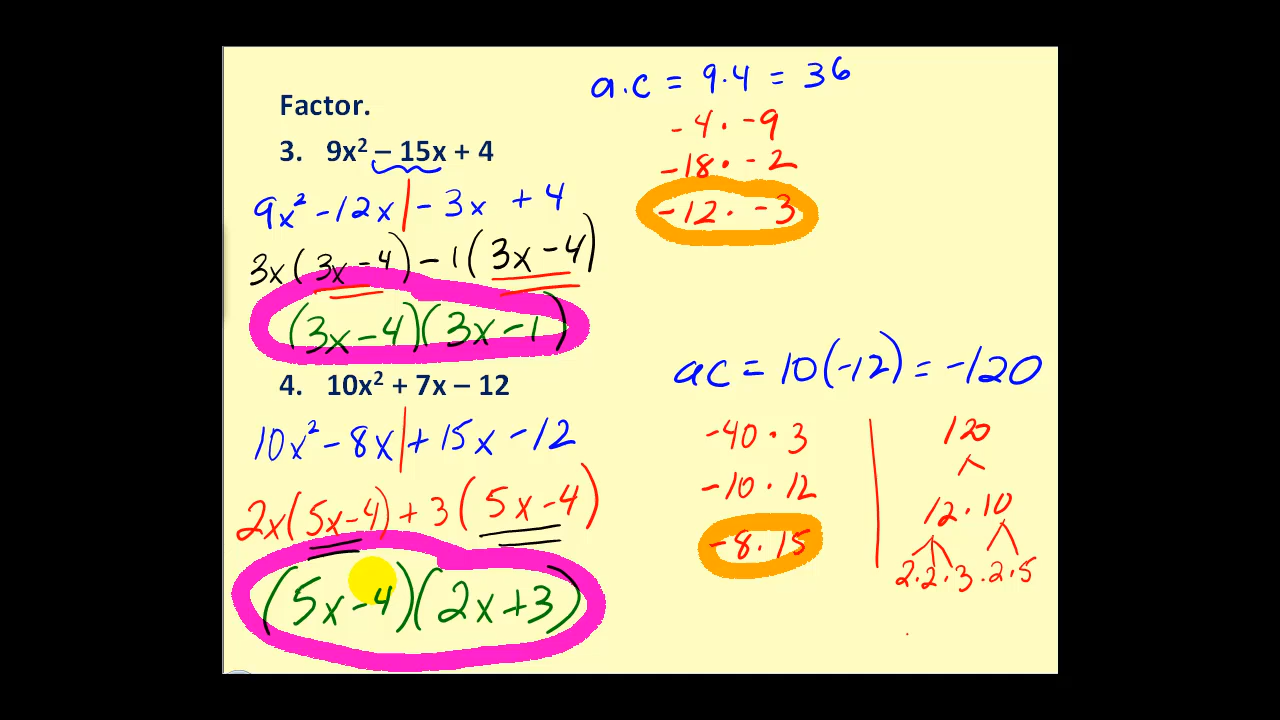 Factor.
3. 9x² − 15x + 4
9x² - 12x | - 3x + 4
3x(3x - 4) - 1(3x - 4)
(3x - 4)(3x - 1)
a.c = 9·4 = 36
-4 · -9
-18 · -2
-12 · -3
4. 10x² + 7x − 12
10x² - 8x | + 15x - 12
2x(5x - 4) + 3(5x - 4)
(5x - 4)(2x + 3)
ac = 10(-12) = -120
-40 · 3
-10 · 12
-8 · 15
120
12 · 10
2 · 2 · 3 · 2 · 5